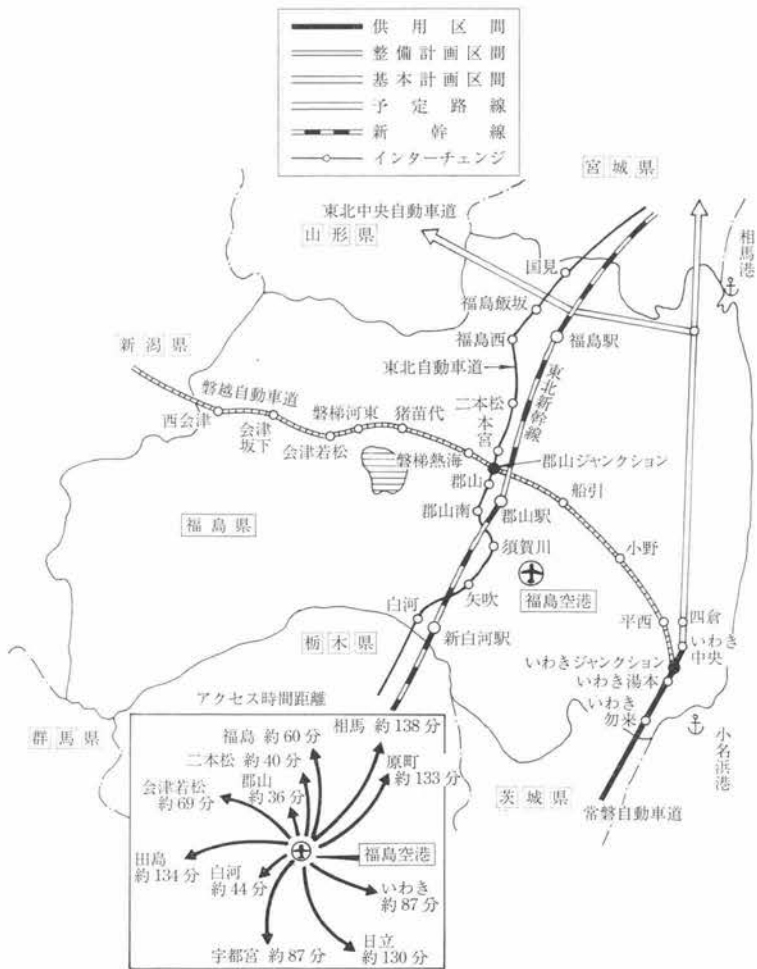 供用区間
整備計画区間
基本計画区間
予定路線
新幹線
インターチェンジ
宮城県
東北中央自動車道
山形県
相馬港
国見
福島飯坂
新潟県
福島西
福島駅
東北自動車道
東北新幹線
磐越自動車道
二本松
西会津
会津
坂下
会津若松
磐梯河東
猪苗代
本宮
磐梯熱海
郡山ジャンクション
郡山
船引
郡山南
郡山駅
福島県
須賀川
小野
福島空港
矢吹
白河
平西
四倉
栃木県
新白河駅
いわき
中央
いわきジャンクション
いわき湯本
いわき
勿来
小名浜港
群馬県
茨城県
常磐自動車道
アクセス時間距離
相馬 約138分
福島 約60分
二本松 約40分
原町
約133分
郡山
約36分
会津若松
約69分
田島
約134分
白河
約44分
福島空港
いわき
約87分
宇都宮 約87分
日立
約130分